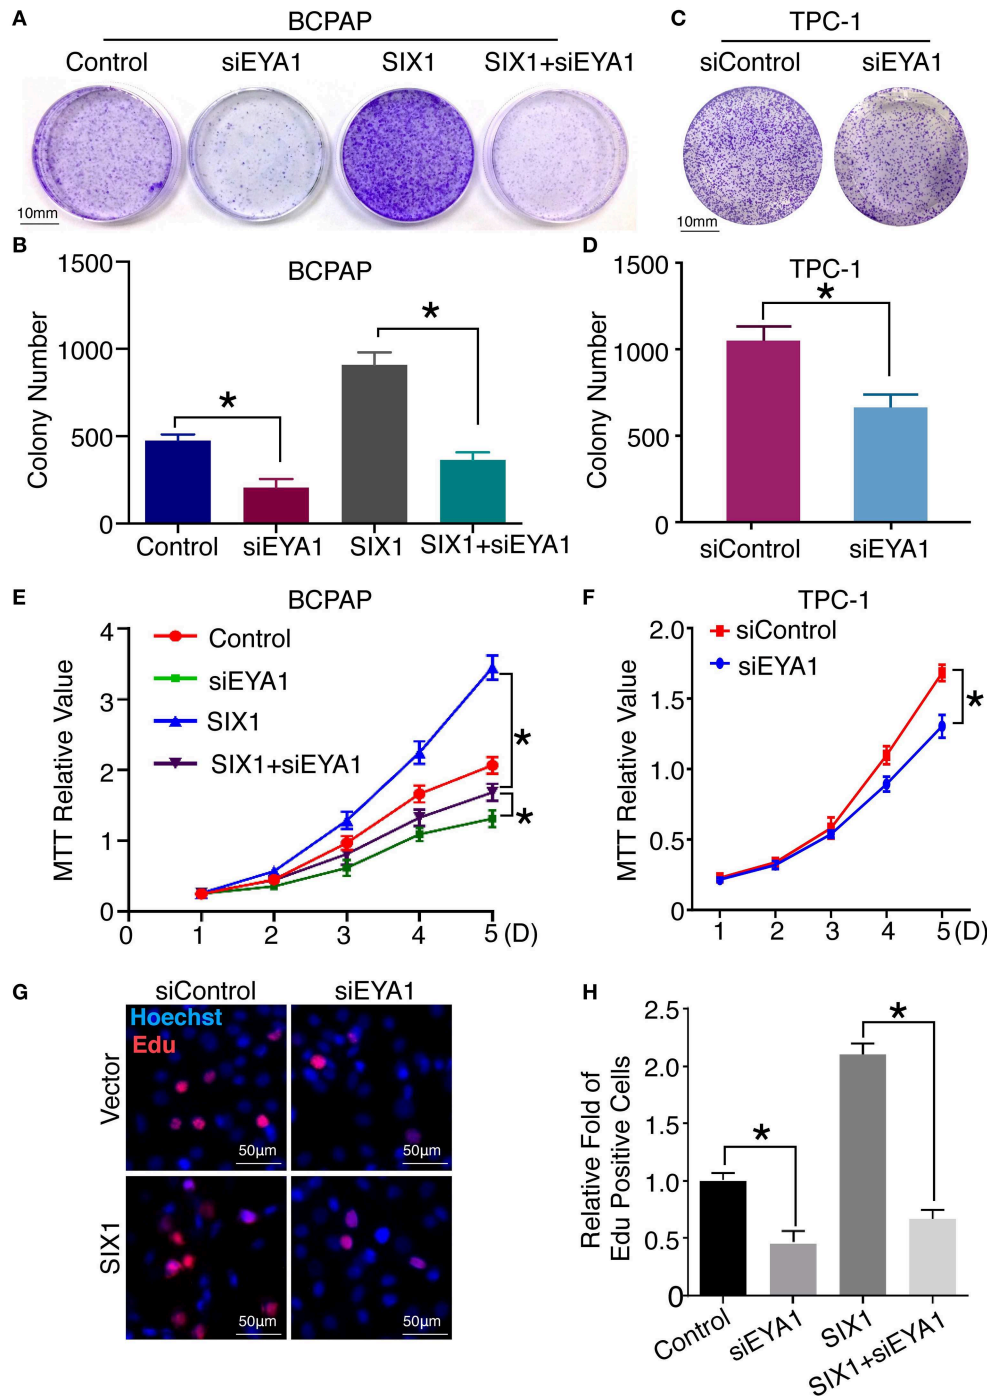 A
BCPAP
Control siEYA1 SIX1 SIX1+siEYA1
10mm
C
TPC-1
siControl siEYA1
10mm
B
BCPAP
Colony Number
1500
1000
500
0
* *
Control siEYA1 SIX1 SIX1+siEYA1
D
TPC-1
Colony Number
1500
1000
500
0
*
siControl siEYA1
E
BCPAP
MTT Relative Value
4
3
2
1
0
Control
siEYA1
SIX1
SIX1+siEYA1
*
*
0 1 2 3 4 5 (D)
F
TPC-1
MTT Relative Value
2.0
1.5
1.0
0.5
0
siControl
siEYA1
*
1 2 3 4 5 (D)
G
siControl siEYA1
Hoechst
Edu
Vector
50µm 50µm
SIX1
50µm 50µm
H
Relative Fold of
Edu Positive Cells
2.5
2.0
1.5
1.0
0.5
0
* *
Control siEYA1 SIX1 SIX1+siEYA1